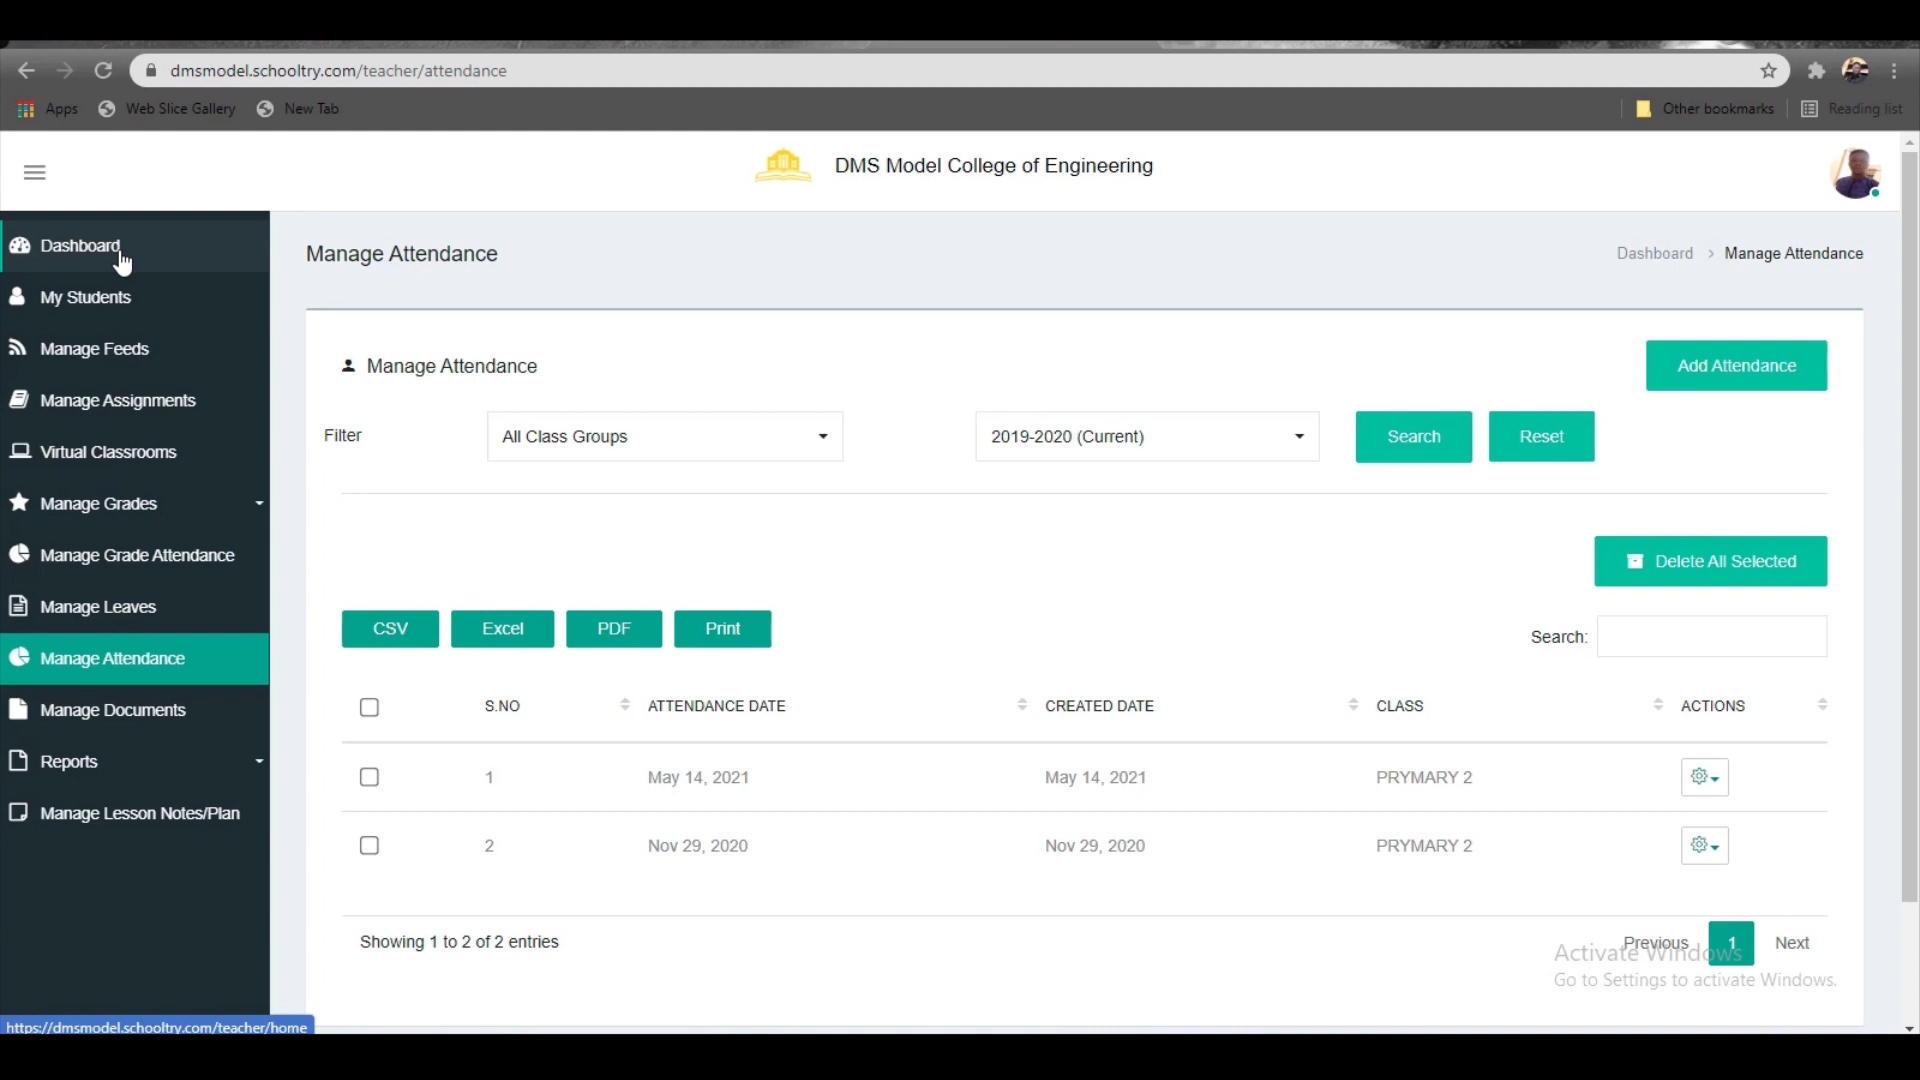 dmsmodel.schooltry.com/teacher/attendance
Apps Web Slice Gallery New Tab Other bookmarks Reading list
DMS Model College of Engineering
Dashboard
My Students
Manage Feeds
Manage Assignments
Virtual Classrooms
Manage Grades
Manage Grade Attendance
Manage Leaves
Manage Attendance
Manage Documents
Reports
Manage Lesson Notes/Plan
Manage Attendance
Dashboard > Manage Attendance
Manage Attendance
Add Attendance
Filter All Class Groups 2019-2020 (Current) Search Reset
Delete All Selected
CSV Excel PDF Print
Search:
S.NO ATTENDANCE DATE CREATED DATE CLASS ACTIONS
1 May 14, 2021 May 14, 2021 PRYMARY 2
2 Nov 29, 2020 Nov 29, 2020 PRYMARY 2
Showing 1 to 2 of 2 entries
Previous 1 Next
Activate Windows
Go to Settings to activate Windows.
https://dmsmodel.schooltry.com/teacher/home